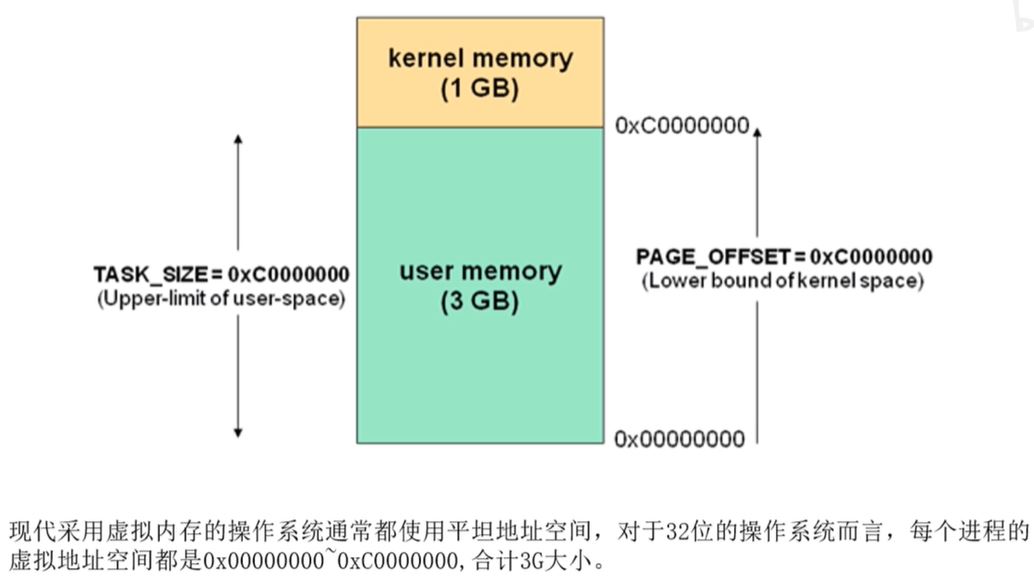 kernel memory
(1 GB)
0xC0000000
TASK_SIZE = 0xC0000000
(Upper-limit of user-space)
user memory
(3 GB)
PAGE_OFFSET = 0xC0000000
(Lower bound of kernel space)
0x00000000
现代采用虚拟内存的操作系统通常都使用平坦地址空间，对于32位的操作系统而言，每个进程的
虚拟地址空间都是0x00000000~0xC0000000,合计3G大小。